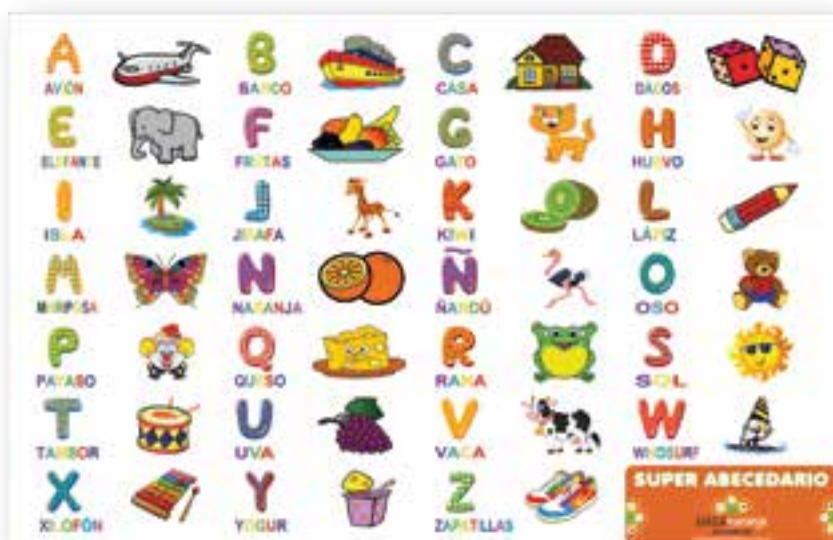 A
AVIÓN
B
BARCO
C
CASA
D
DADOS
E
ELEFANTE
F
FRUTAS
G
GATO
H
HUEVO
I
ISLA
J
JIRAFA
K
KIWI
L
LÁPIZ
M
MARIPOSA
N
NARANJA
Ñ
ÑANDÚ
O
OSO
P
PAYASO
Q
QUESO
R
RANA
S
SOL
T
TAMBOR
U
UVA
V
VACA
W
WINDSURF
X
XILOFÓN
Y
YOGUR
Z
ZAPATILLAS
SUPER ABECEDARIO